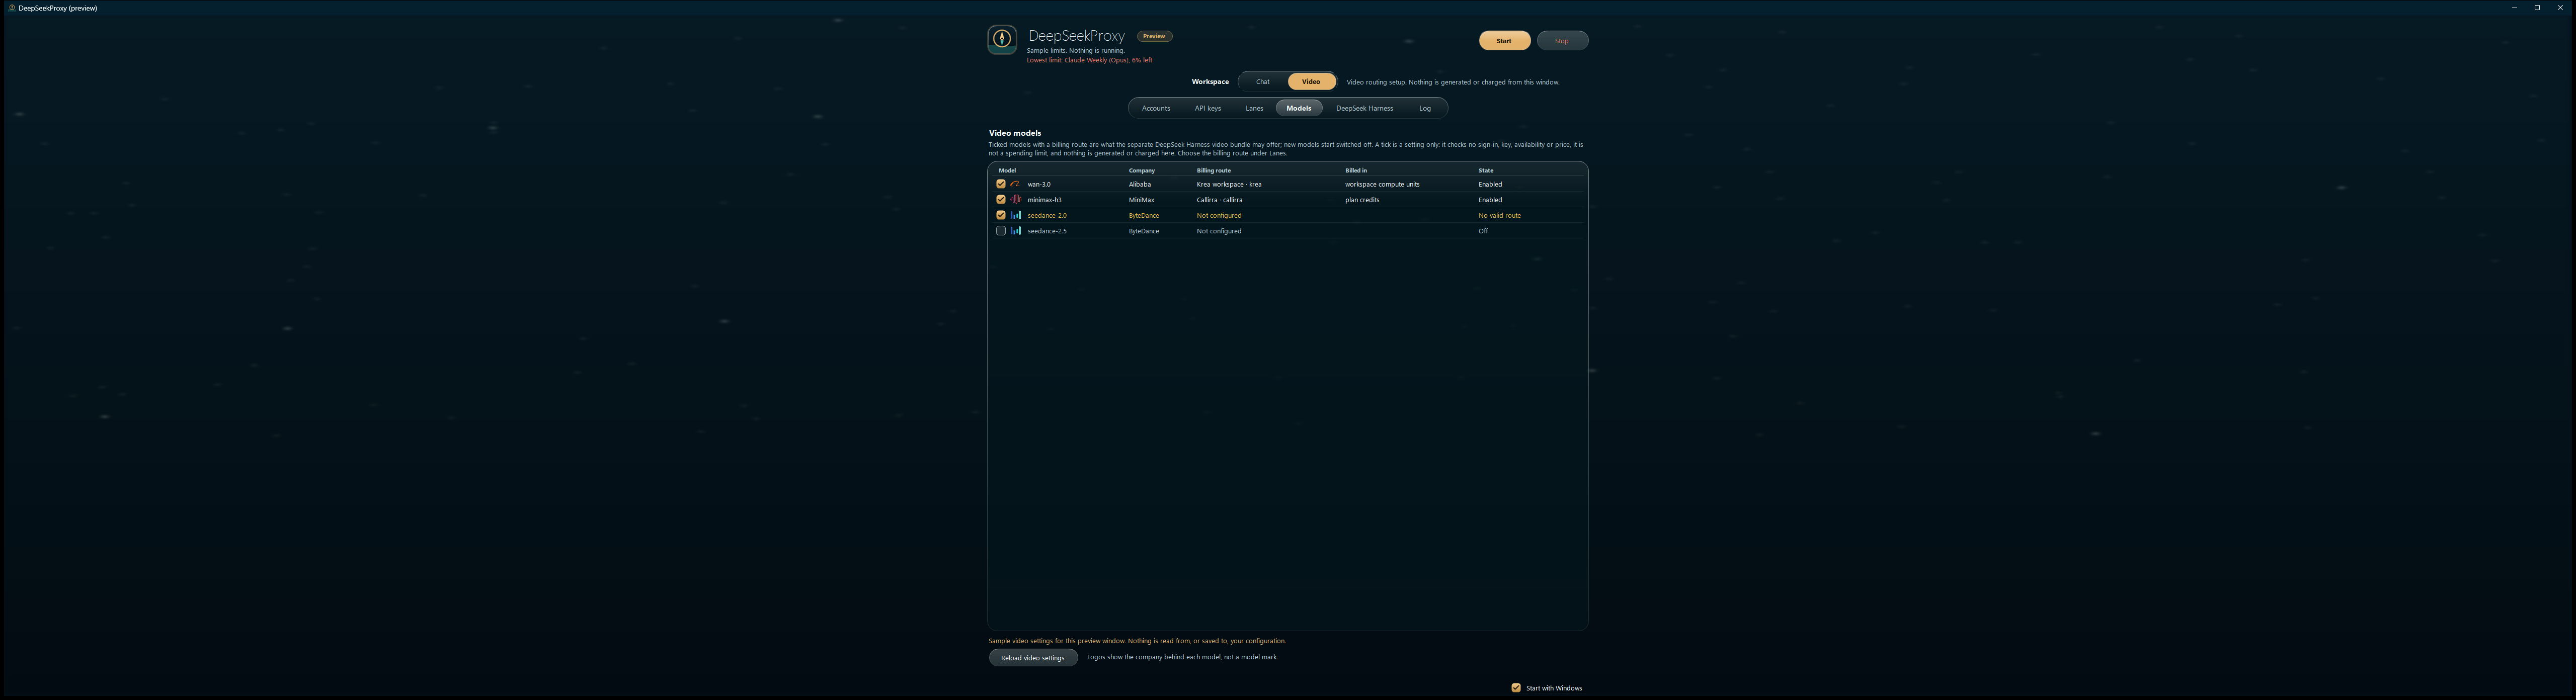 DeepSeekProxy (preview)
DeepSeekProxy Preview
Sample limits. Nothing is running.
Lowest limit: Claude Weekly (Opus), 6% left
Start Stop
Workspace Chat Video Video routing setup. Nothing is generated or charged from this window.
Accounts API keys Lanes Models DeepSeek Harness Log
Video models
Ticked models with a billing route are what the separate DeepSeek Harness video bundle may offer; new models start switched off. A tick is a setting only: it checks no sign-in, key, availability or price, it is
not a spending limit, and nothing is generated or charged here. Choose the billing route under Lanes.
Model Company Billing route Billed in State
wan-3.0 Alibaba Krea workspace · krea workspace compute units Enabled
minimax-h3 MiniMax Callirra · callirra plan credits Enabled
seedance-2.0 ByteDance Not configured No valid route
seedance-2.5 ByteDance Not configured Off
Sample video settings for this preview window. Nothing is read from, or saved to, your configuration.
Reload video settings Logos show the company behind each model, not a model mark.
Start with Windows